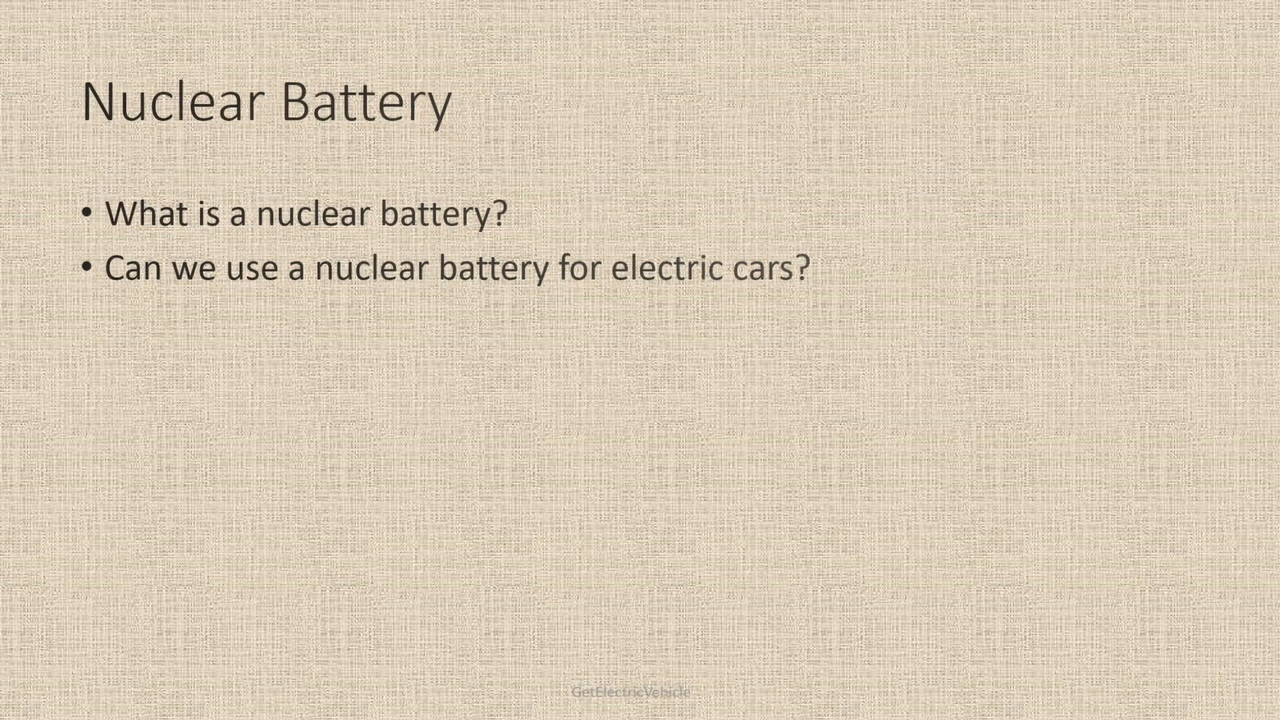 Nuclear Battery
• What is a nuclear battery?
• Can we use a nuclear battery for electric cars?
GetElectricVehicle